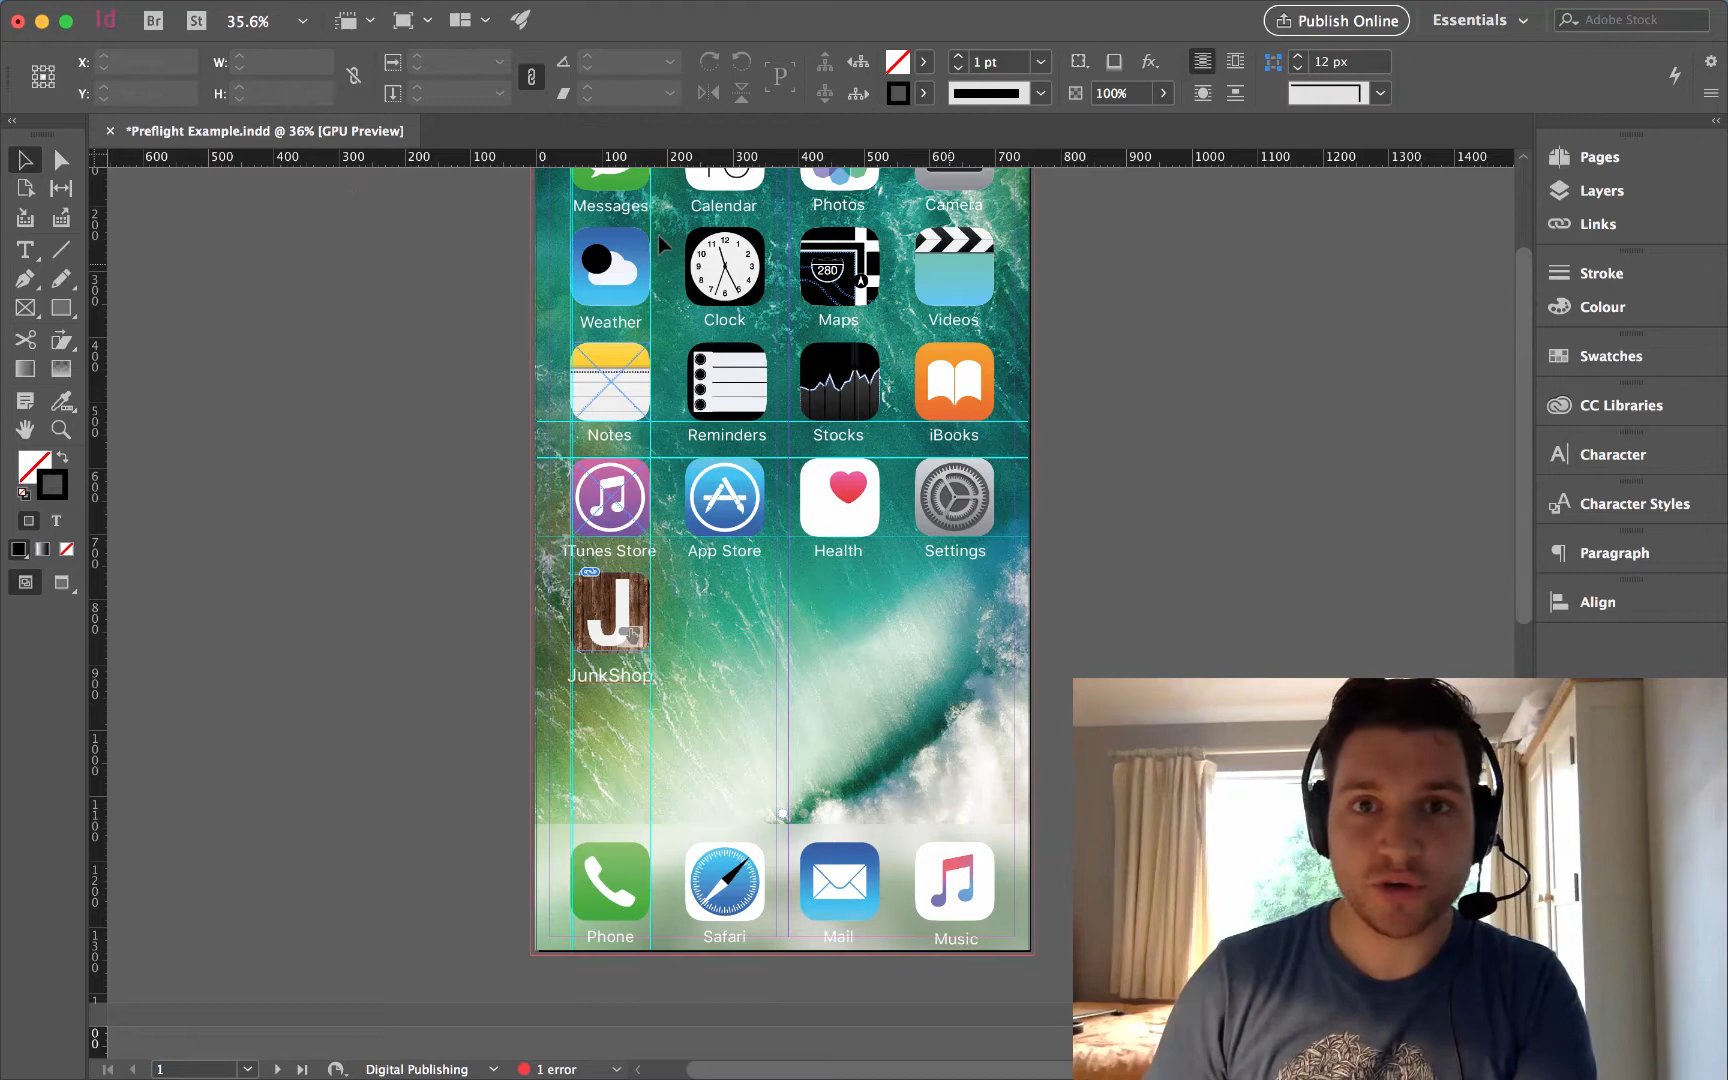 Id
Br
St
35.6%
Publish Online
Essentials
Adobe Stock
X:
W:
1 pt
12 px
Y:
H:
P
fx.
100%
*Preflight Example.indd @ 36% [GPU Preview]
600 500 400 300 200 100 0 100 200 300 400 500 600 700 800 900 1000 1100 1200 1300 1400
Pages
Layers
Links
Stroke
Colour
Swatches
CC Libraries
Character
Character Styles
Paragraph
Align
Messages Calendar Photos Camera
280
Weather Clock Maps Videos
Notes Reminders Stocks iBooks
iTunes Store App Store Health Settings
J
JunkShop
Phone Safari Mail Music
1
Digital Publishing
1 error